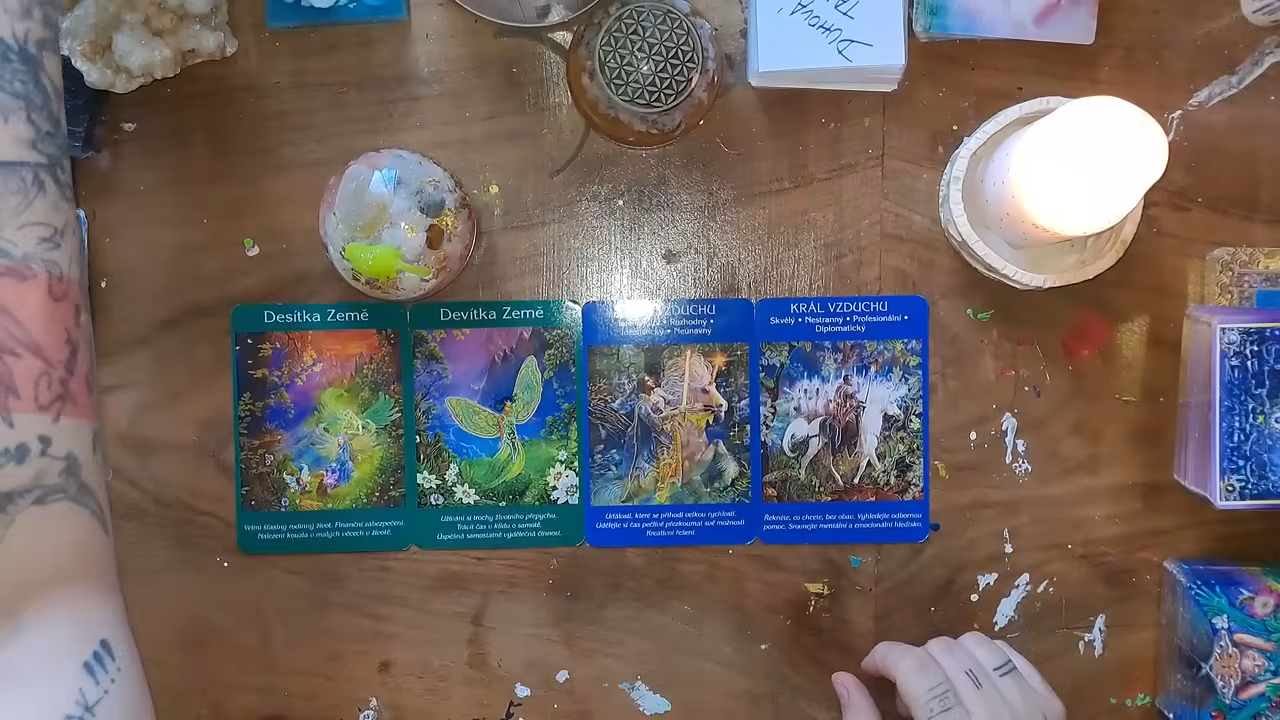 DUHOVÁ
Desítka Země
Velmi šťastný rodinný život. Finanční zabezpečení.
Nalezení kouzla v malých věcech v životě.
Devítka Země
Užívání si trochy životního přepychu.
Trávit čas v klidu o samotě.
Úspěšná samostatně výdělečná činnost.
VZDUCHU
• Rozhodný •
• Neúnavný
Události, které se přihodí velkou rychlostí.
Udělejte si čas pečlivě přezkoumat své možnosti.
Kreativní řešení.
KRÁL VZDUCHU
Skvělý • Nestranný • Profesionální •
Diplomatický
Řekněte, co chcete, bez obav. Vyhledejte odbornou
pomoc. Srovnejte mentální a emocionální hledisko.